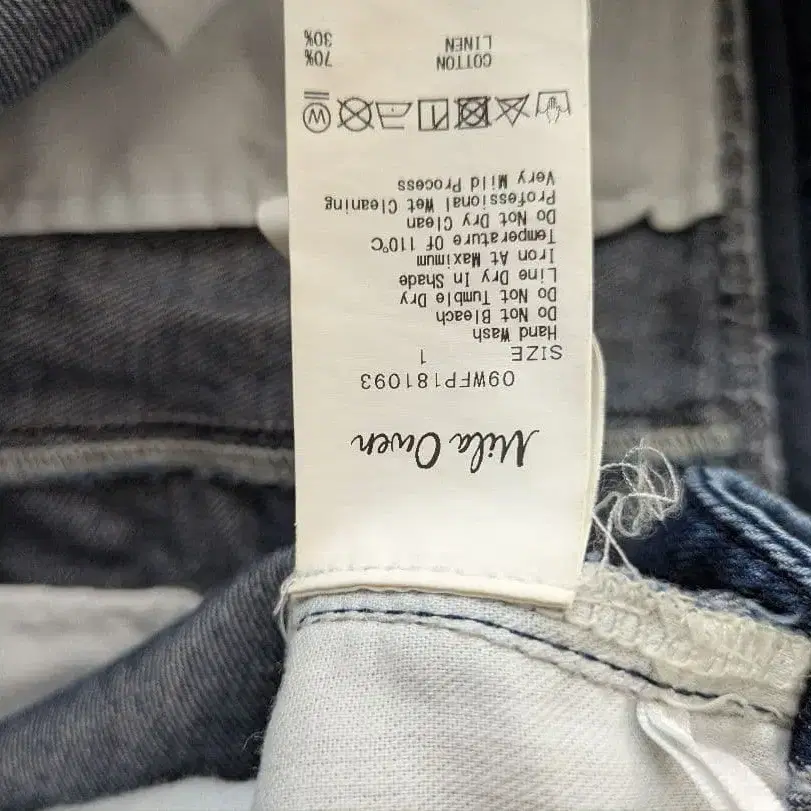 Mila Owen
09WFP181093
SIZE 1
Hand Wash
Do Not Bleach
Do Not Tumble Dry
Line Dry In Shade
Iron At Maximum
Temperature Of 110°C
Do Not Dry Clean
Professional Wet Cleaning
Very Mild Process
W
COTTON 70%
LINEN 30%